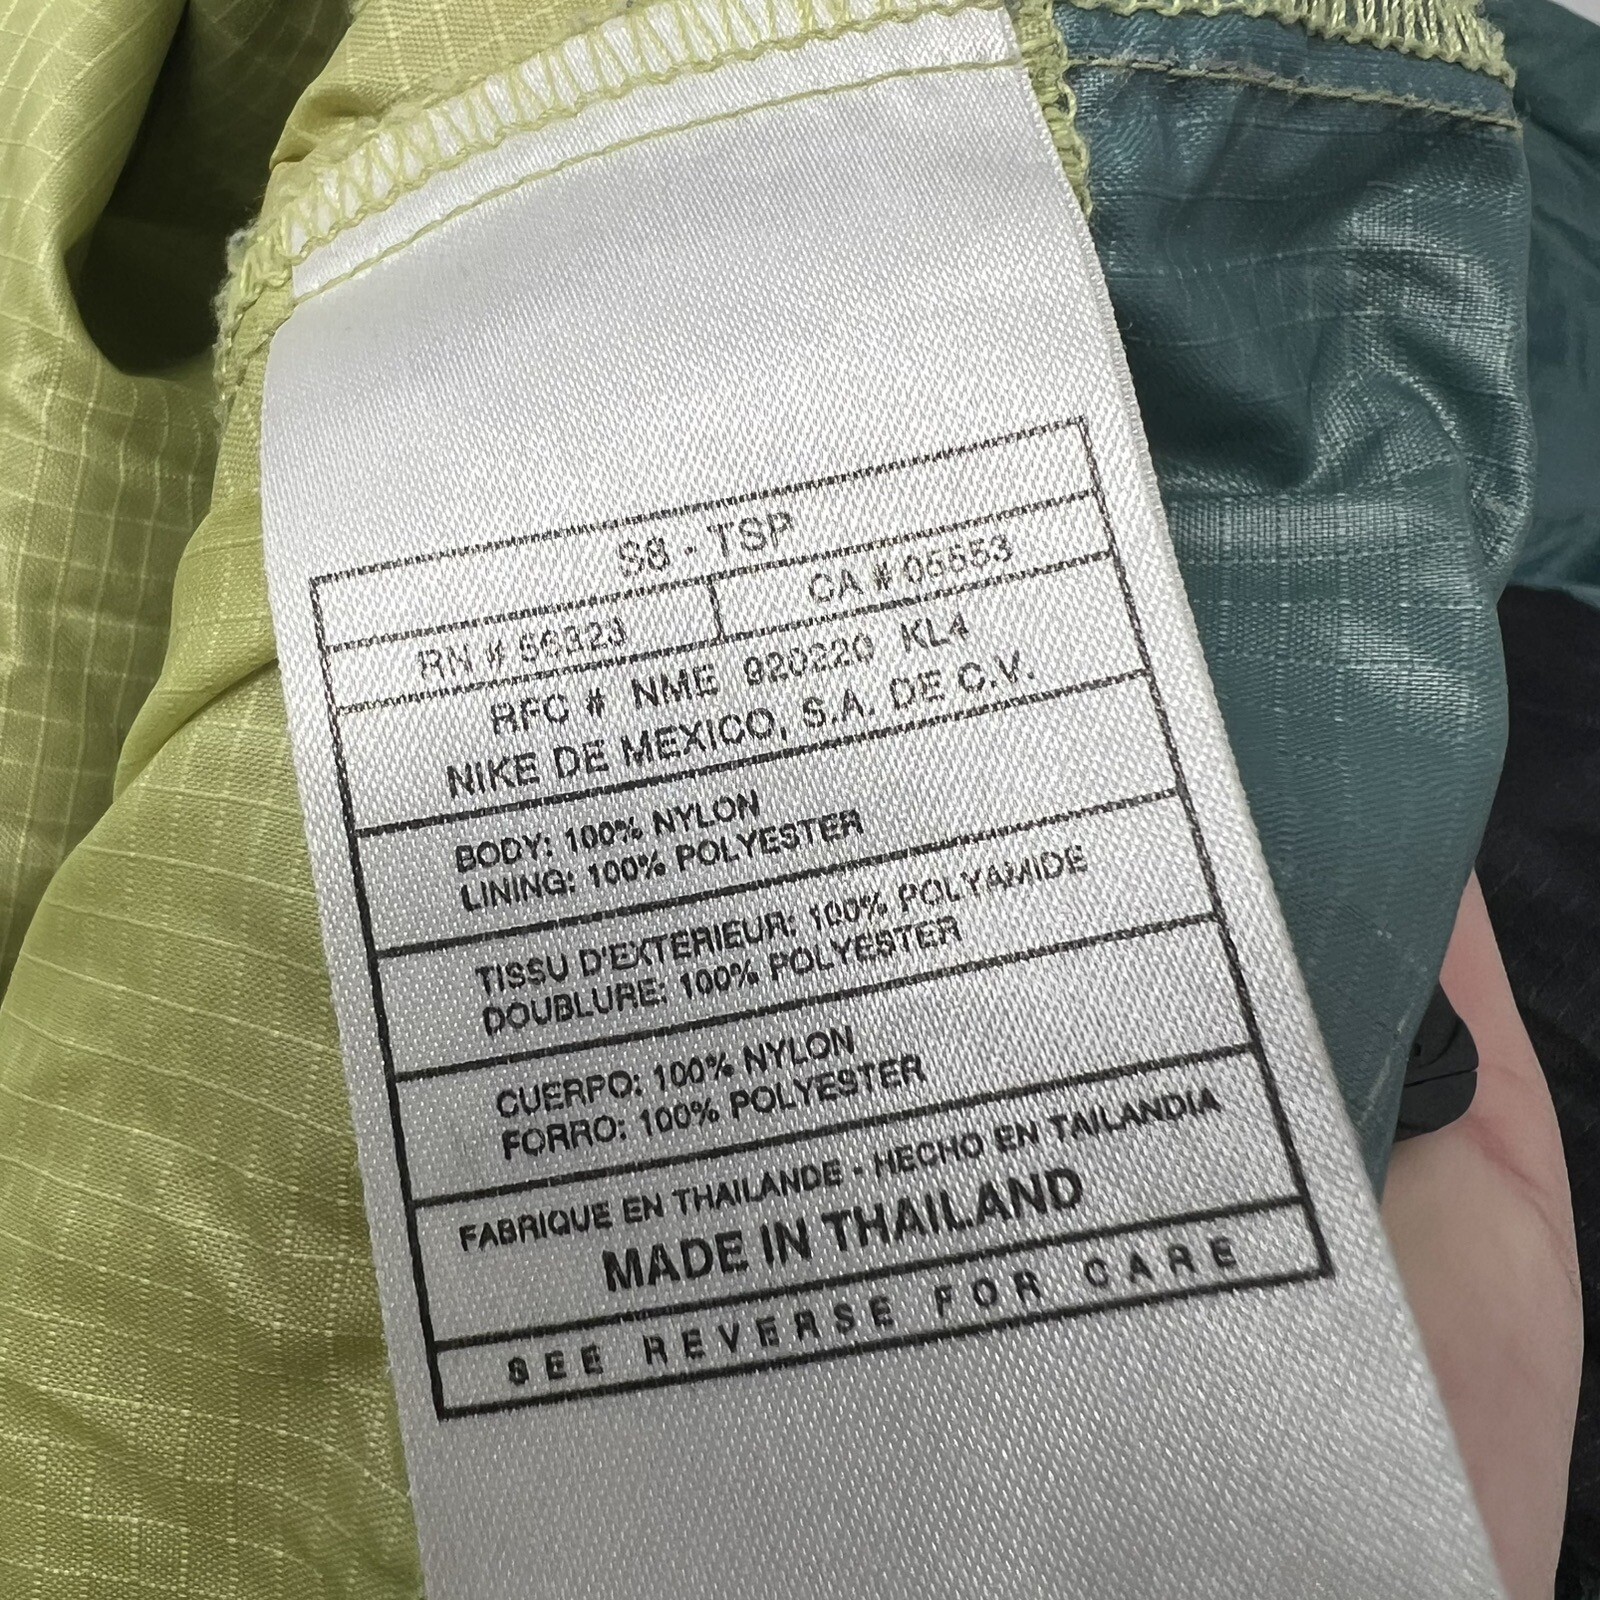 S8 - TSP
RN # 56323 CA # 05553
RFC # NME 920220 KL4
NIKE DE MEXICO, S.A. DE C.V.
BODY: 100% NYLON
LINING: 100% POLYESTER
TISSU D'EXTERIEUR: 100% POLYAMIDE
DOUBLURE: 100% POLYESTER
CUERPO: 100% NYLON
FORRO: 100% POLYESTER
FABRIQUE EN THAILANDE - HECHO EN TAILANDIA
MADE IN THAILAND
SEE REVERSE FOR CARE